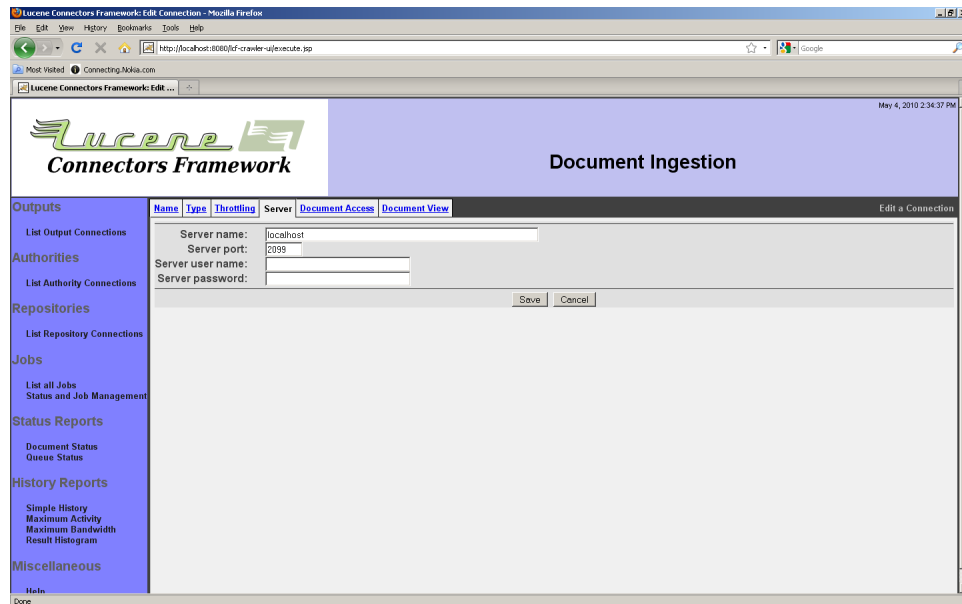 Lucene Connectors Framework: Edit Connection - Mozilla Firefox
File Edit View History Bookmarks Tools Help
http://localhost:8080/lcf-crawler-ui/execute.jsp
Google
Most Visited Connecting.Nokia.com
Lucene Connectors Framework: Edit ...
May 4, 2010 2:34:37 PM
Lucene
Connectors Framework
Document Ingestion
Outputs
Name Type Throttling Server Document Access Document View Edit a Connection
List Output Connections
Server name: localhost
Server port: 2099
Authorities
Server user name:
List Authority Connections
Server password:
Save Cancel
Repositories
List Repository Connections
Jobs
List all Jobs
Status and Job Management
Status Reports
Document Status
Queue Status
History Reports
Simple History
Maximum Activity
Maximum Bandwidth
Result Histogram
Miscellaneous
Help
Done